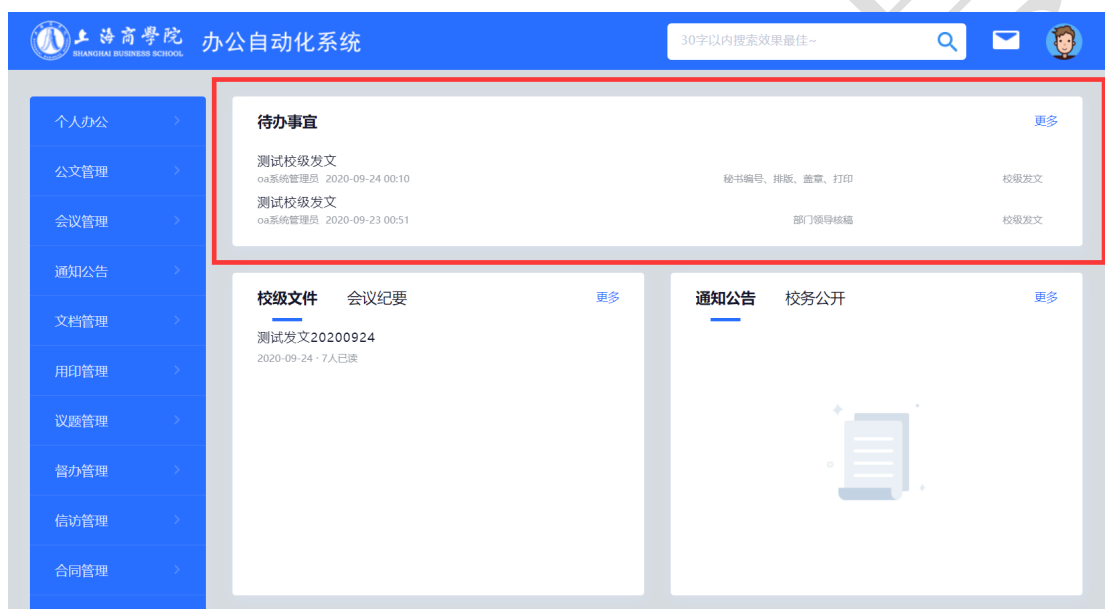 上海商學院 办公自动化系统 30字以内搜索效果最佳~
SHANGHAI BUSINESS SCHOOL
个人办公
公文管理
会议管理
通知公告
文档管理
用印管理
议题管理
督办管理
信访管理
合同管理
待办事宜 更多
测试校级发文
oa系统管理员 2020-09-24 00:10 秘书编号、排版、盖章、打印 校级发文
测试校级发文
oa系统管理员 2020-09-23 00:51 部门领导核稿 校级发文
校级文件 会议纪要 更多
测试发文20200924
2020-09-24 · 7人已读
通知公告 校务公开 更多